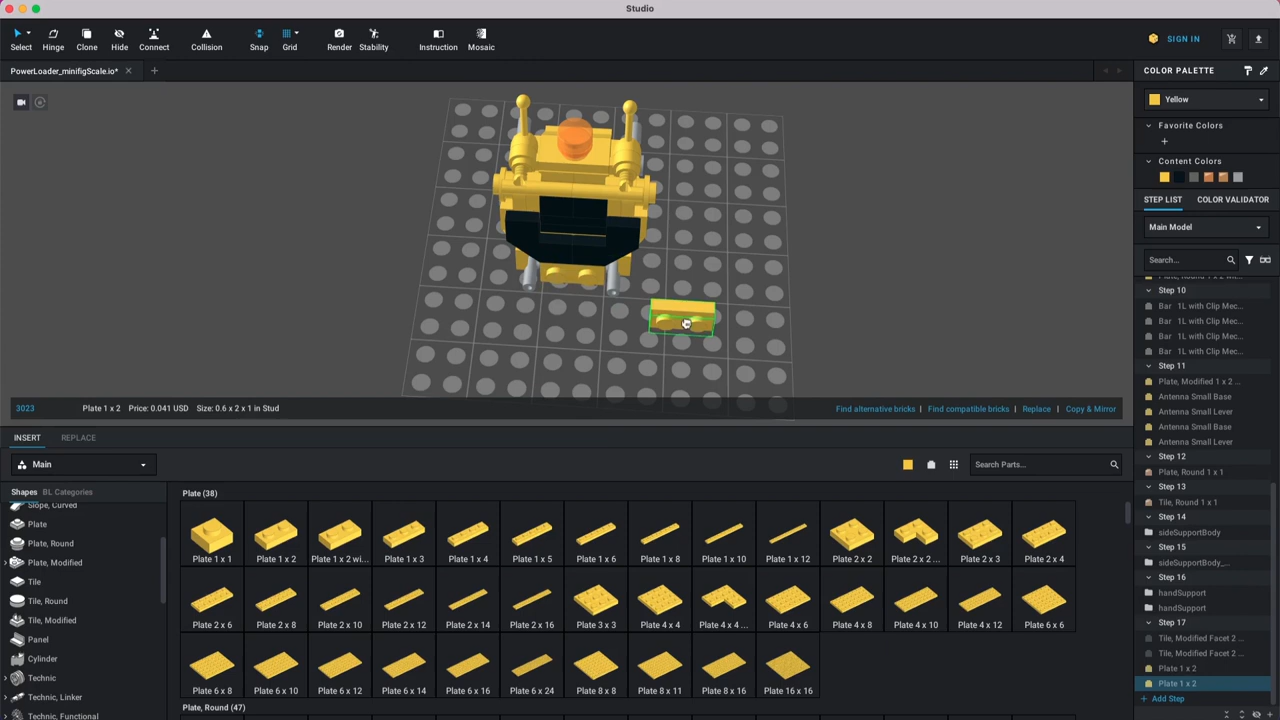 Studio
Select
Hinge
Clone
Hide
Connect
Collision
Snap
Grid
Render
Stability
Instruction
Mosaic
SIGN IN
PowerLoader_minifigScale.io*
COLOR PALETTE
Yellow
Favorite Colors
Content Colors
STEP LIST
COLOR VALIDATOR
Main Model
Search...
Step 10
Bar 1L with Clip Mec...
Bar 1L with Clip Mec...
Bar 1L with Clip Mec...
Bar 1L with Clip Mec...
Step 11
Plate, Modified 1 x 2 ...
Antenna Small Base
Antenna Small Lever
Antenna Small Base
Antenna Small Lever
Step 12
Plate, Round 1 x 1
Step 13
Tile, Round 1 x 1
Step 14
sideSupportBody
Step 15
sideSupportBody_...
Step 16
handSupport
handSupport
Step 17
Tile, Modified Facet 2 ...
Tile, Modified Facet 2 ...
Plate 1 x 2
Plate 1 x 2
+ Add Step
3023
Plate 1 x 2 Price: 0.041 USD Size: 0.6 x 2 x 1 in Stud
Find alternative bricks | Find compatible bricks | Replace | Copy & Mirror
INSERT
REPLACE
Main
Search Parts...
Shapes
BL Categories
Slope, Curved
Plate
Plate, Round
Plate, Modified
Tile
Tile, Round
Tile, Modified
Panel
Cylinder
Technic
Technic, Linker
Technic, Functional
Plate (38)
Plate 1 x 1
Plate 1 x 2
Plate 1 x 2 wi...
Plate 1 x 3
Plate 1 x 4
Plate 1 x 5
Plate 1 x 6
Plate 1 x 8
Plate 1 x 10
Plate 1 x 12
Plate 2 x 2
Plate 2 x 2 ...
Plate 2 x 3
Plate 2 x 4
Plate 2 x 6
Plate 2 x 8
Plate 2 x 10
Plate 2 x 12
Plate 2 x 14
Plate 2 x 16
Plate 3 x 3
Plate 4 x 4
Plate 4 x 4 ...
Plate 4 x 6
Plate 4 x 8
Plate 4 x 10
Plate 4 x 12
Plate 6 x 6
Plate 6 x 8
Plate 6 x 10
Plate 6 x 12
Plate 6 x 14
Plate 6 x 16
Plate 6 x 24
Plate 8 x 8
Plate 8 x 11
Plate 8 x 16
Plate 16 x 16
Plate, Round (47)